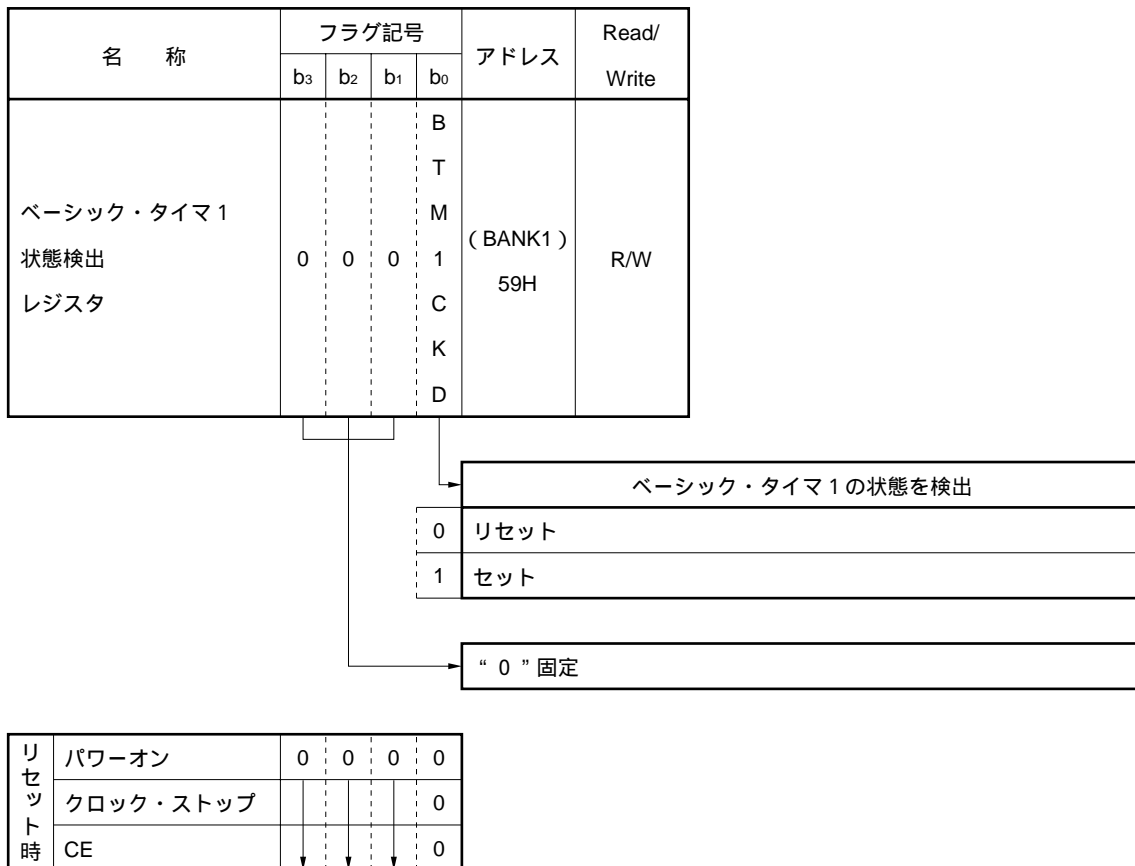 名　称 フラグ記号 アドレス Read/
Write
b3 b2 b1 b0
ベーシック・タイマ1
状態検出
レジスタ
0 0 0
B
T
M
1
C
K
D
（BANK1）
59H
R/W
ベーシック・タイマ1の状態を検出
0 リセット
1 セット
“0”固定
リセット時
パワーオン 0 0 0 0
クロック・ストップ 0
CE 0